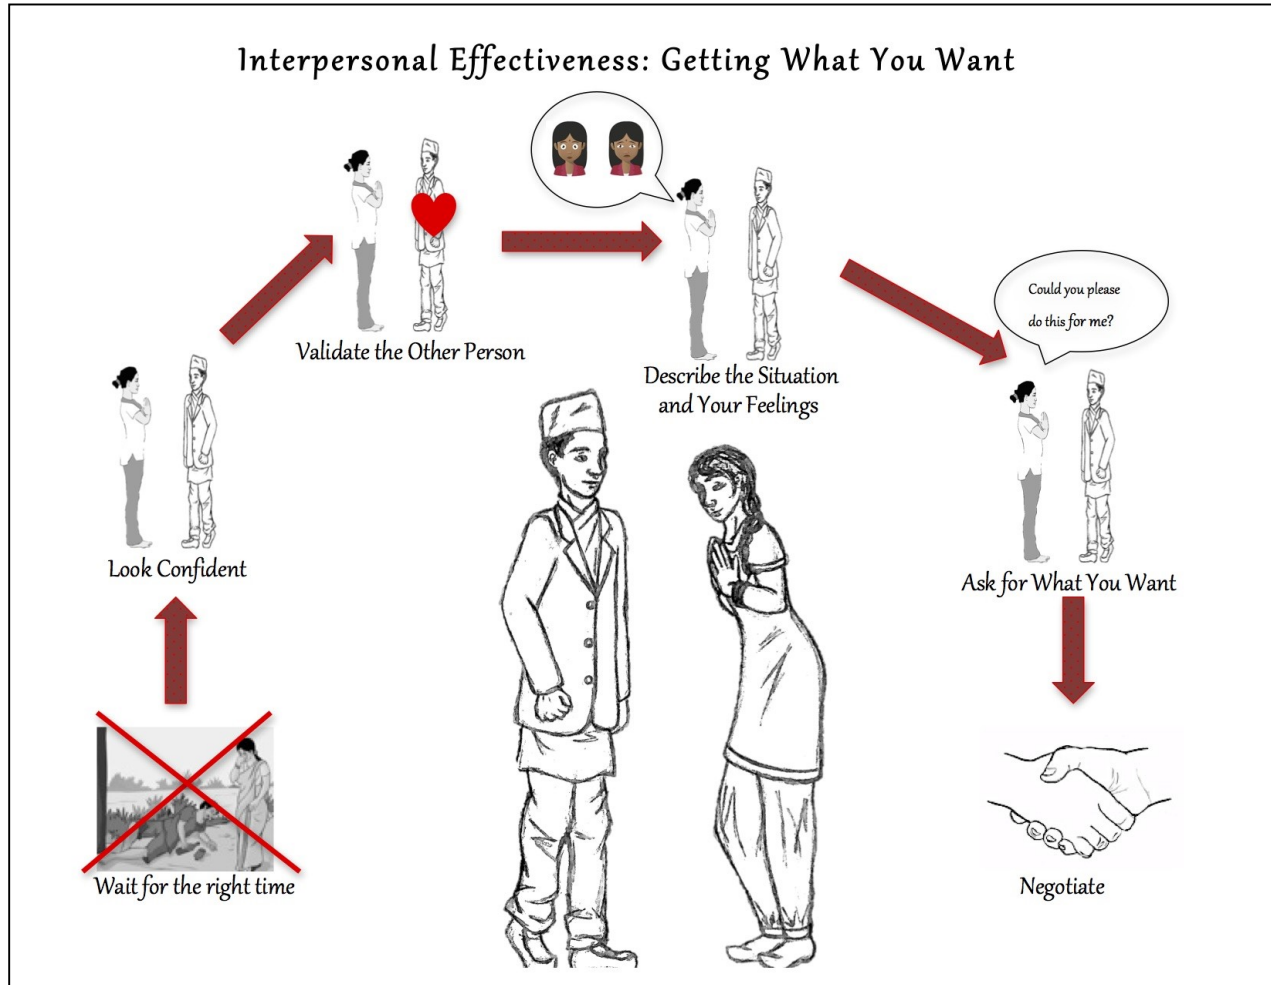 Interpersonal Effectiveness: Getting What You Want
Wait for the right time
Look Confident
Validate the Other Person
Describe the Situation
and Your Feelings
Could you please
do this for me?
Ask for What You Want
Negotiate